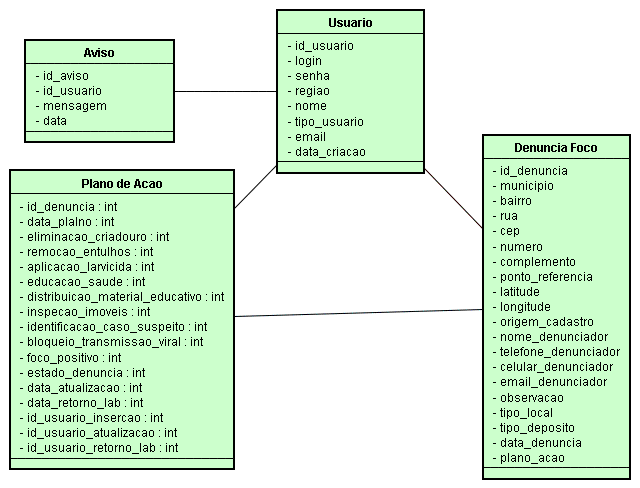 Aviso
- id_aviso
- id_usuario
- mensagem
- data
Usuario
- id_usuario
- login
- senha
- regiao
- nome
- tipo_usuario
- email
- data_criacao
Plano de Acao
- id_denuncia : int
- data_plalno : int
- eliminacao_criadouro : int
- remocao_entulhos : int
- aplicacao_larvicida : int
- educacao_saude : int
- distribuicao_material_educativo : int
- inspecao_imoveis : int
- identificacao_caso_suspeito : int
- bloqueio_transmissao_viral : int
- foco_positivo : int
- estado_denuncia : int
- data_atualizacao : int
- data_retorno_lab : int
- id_usuario_insercao : int
- id_usuario_atualizacao : int
- id_usuario_retorno_lab : int
Denuncia Foco
- id_denuncia
- municipio
- bairro
- rua
- cep
- numero
- complemento
- ponto_referencia
- latitude
- longitude
- origem_cadastro
- nome_denunciador
- telefone_denunciador
- celular_denunciador
- email_denunciador
- observacao
- tipo_local
- tipo_deposito
- data_denuncia
- plano_acao